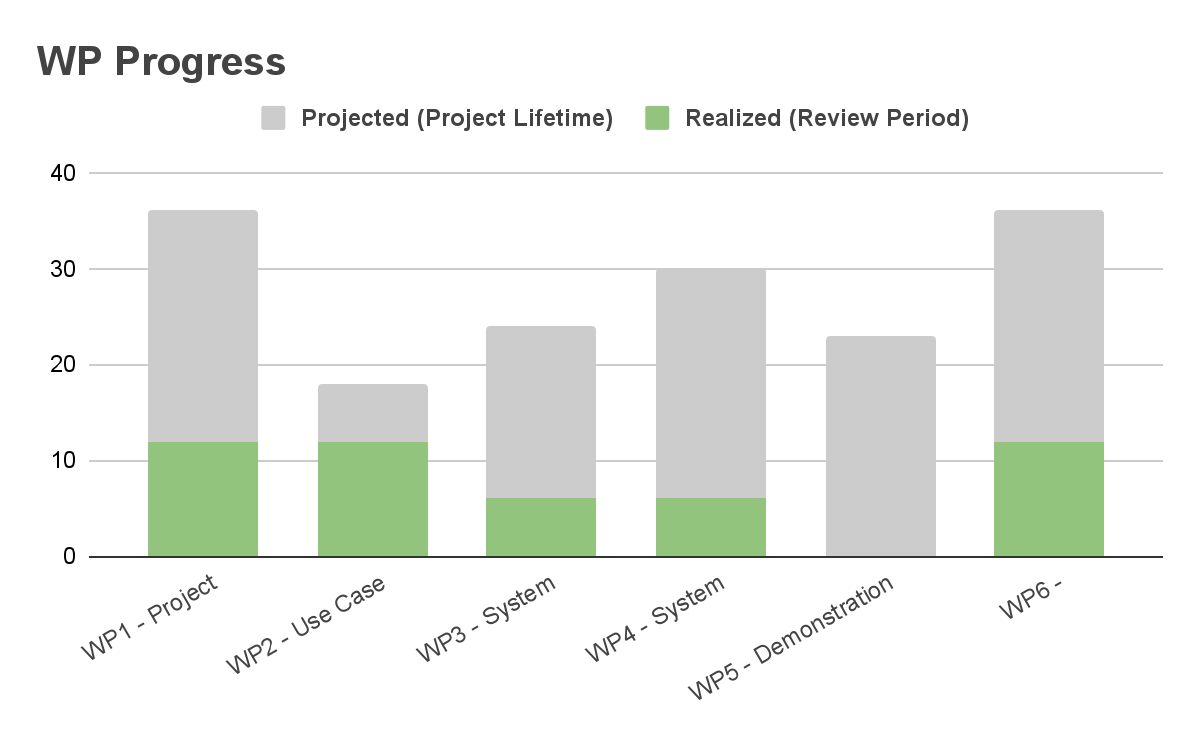 WP Progress
Projected (Project Lifetime) Realized (Review Period)
40
30
20
10
0
WP1 - Project
WP2 - Use Case
WP3 - System
WP4 - System
WP5 - Demonstration
WP6 -